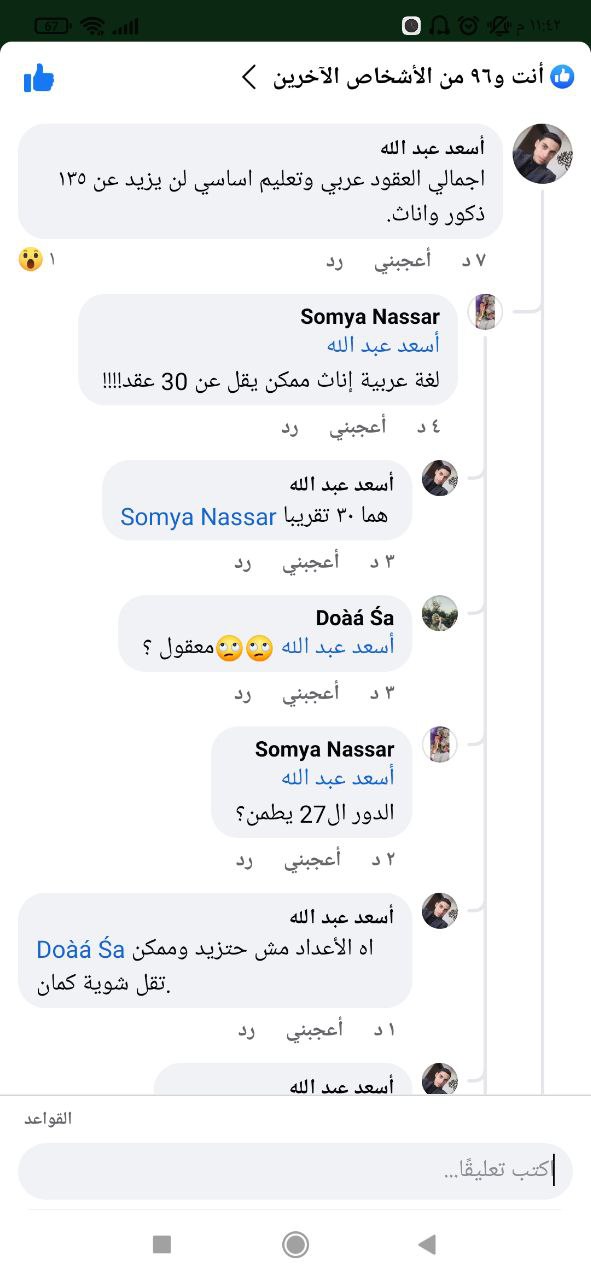 67
١١:٤٢ م
أنت و٩٦ من الأشخاص الآخرين
أسعد عبد الله
اجمالي العقود عربي وتعليم اساسي لن يزيد عن ١٣٥
ذكور واناث.
٧ د أعجبني رد
١
Somya Nassar
أسعد عبد الله
لغة عربية إناث ممكن يقل عن 30 عقد!!!!
٤ د أعجبني رد
أسعد عبد الله
هما ٣٠ تقريبا Somya Nassar
٣ د أعجبني رد
Doàá Śa
أسعد عبد الله 🙄🙄معقول ؟
٣ د أعجبني رد
Somya Nassar
أسعد عبد الله
الدور ال27 يطمن؟
٢ د أعجبني رد
أسعد عبد الله
اه الأعداد مش حتزيد وممكن Doàá Śa
تقل شوية كمان.
١ د أعجبني رد
أسعد عبد الله
القواعد
اكتب تعليقًا...